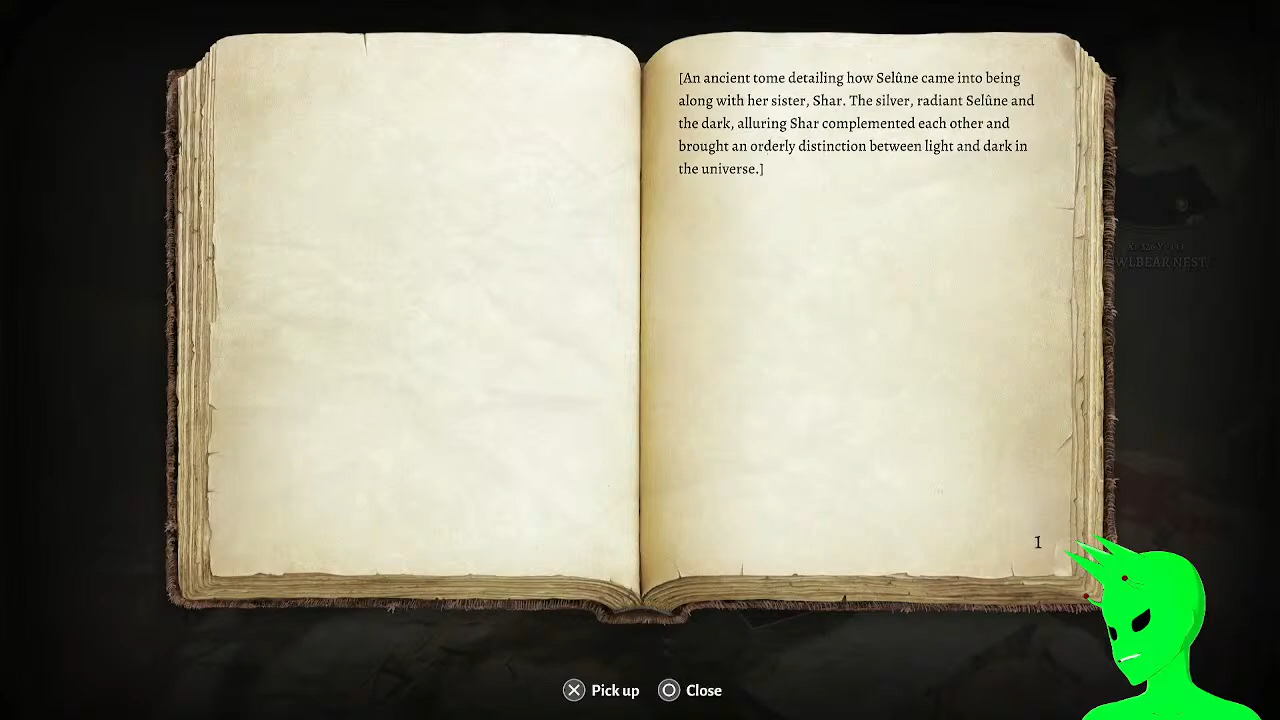 [An ancient tome detailing how Selûne came into being
along with her sister, Shar. The silver, radiant Selûne and
the dark, alluring Shar complemented each other and
brought an orderly distinction between light and dark in
the universe.]
WLBEAR NEST
1
Pick up
Close